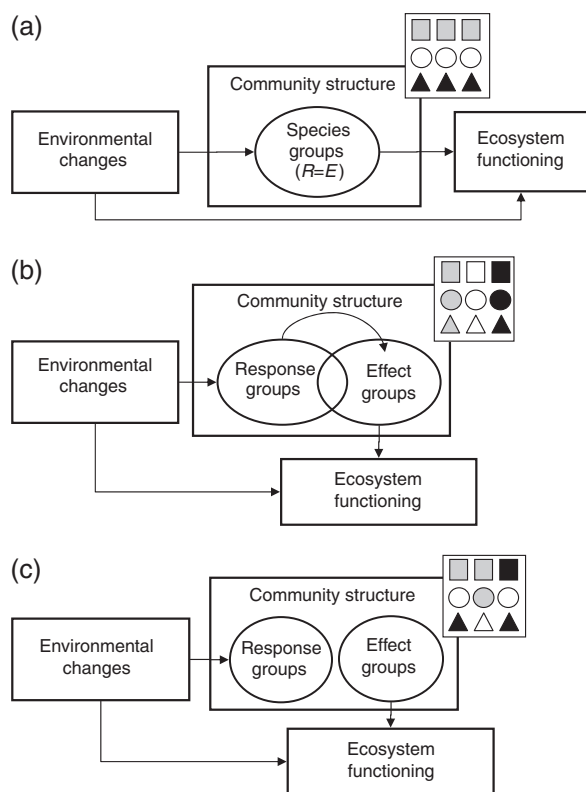 (a)
Community structure
Environmental
changes
Species
groups
(R=E)
Ecosystem
functioning
(b)
Community structure
Environmental
changes
Response
groups
Effect
groups
Ecosystem
functioning
(c)
Community structure
Environmental
changes
Response
groups
Effect
groups
Ecosystem
functioning